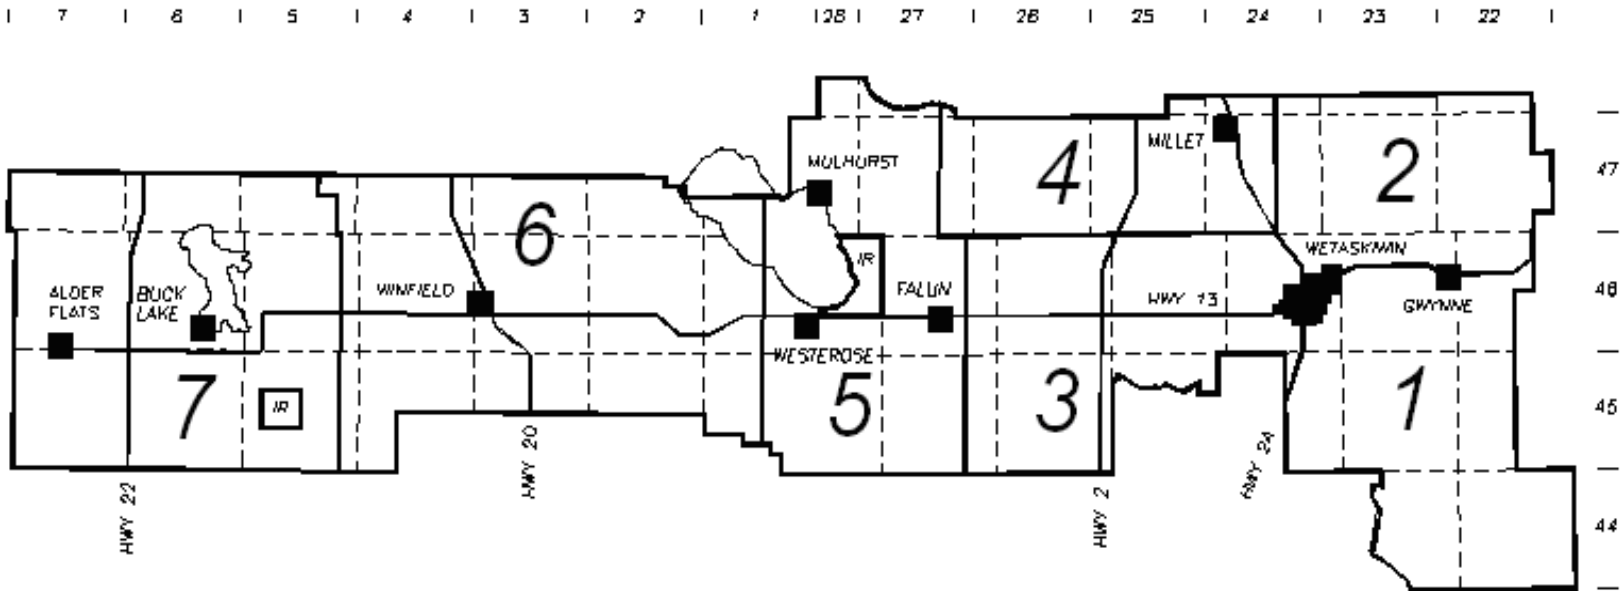 7 6 5 4 3 2 1 28 27 26 25 24 23 22
47
46
45
44
MULHURST
MILLET
4
2
6
WETASKIWIN
IR
ALDER
FLATS
BUCK
LAKE
WINFIELD
FALUN
HWY 13
GWYNNE
WESTEROSE
7
IR
5
3
1
HWY 22
HWY 20
HWY 2
HWY 24